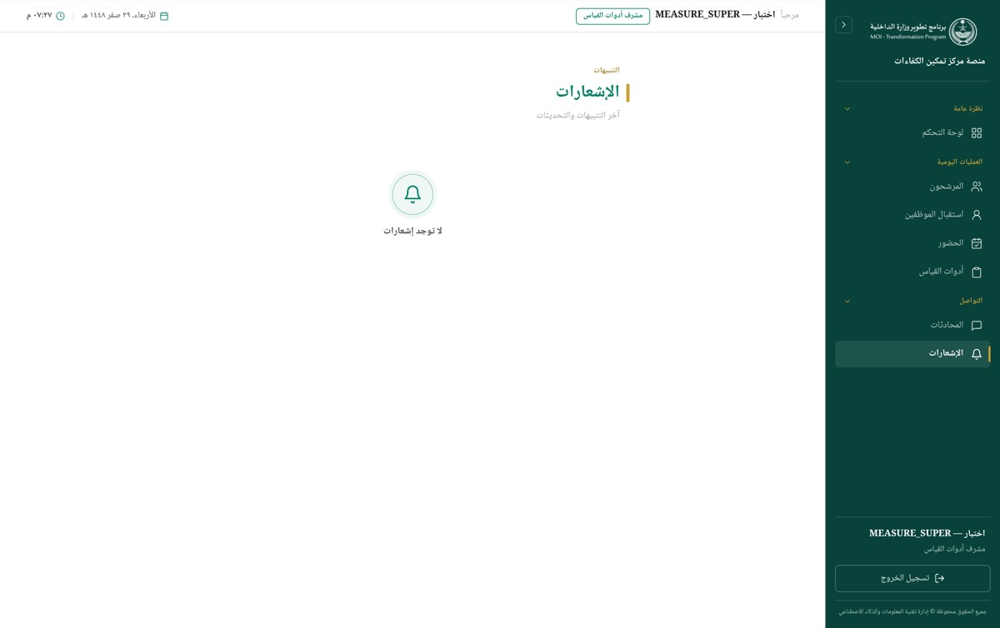 برنامج تطوير وزارة الداخلية
MOI - Transformation Program
منصة مركز تمكين الكفاءات
نظرة عامة
لوحة التحكم
العمليات اليومية
المرشحون
استقبال الموظفين
الحضور
أدوات القياس
التواصل
المحادثات
الإشعارات
اختبار — MEASURE_SUPER
مشرف أدوات القياس
تسجيل الخروج
جميع الحقوق محفوظة © إدارة تقنية المعلومات والذكاء الاصطناعي
مرحباً اختبار — MEASURE_SUPER مشرف أدوات القياس
الأربعاء، ٢٩ صفر ١٤٤٨ هـ
٠٧:٢٧ م
التنبيهات
الإشعارات
آخر التنبيهات والتحديثات
لا توجد إشعارات